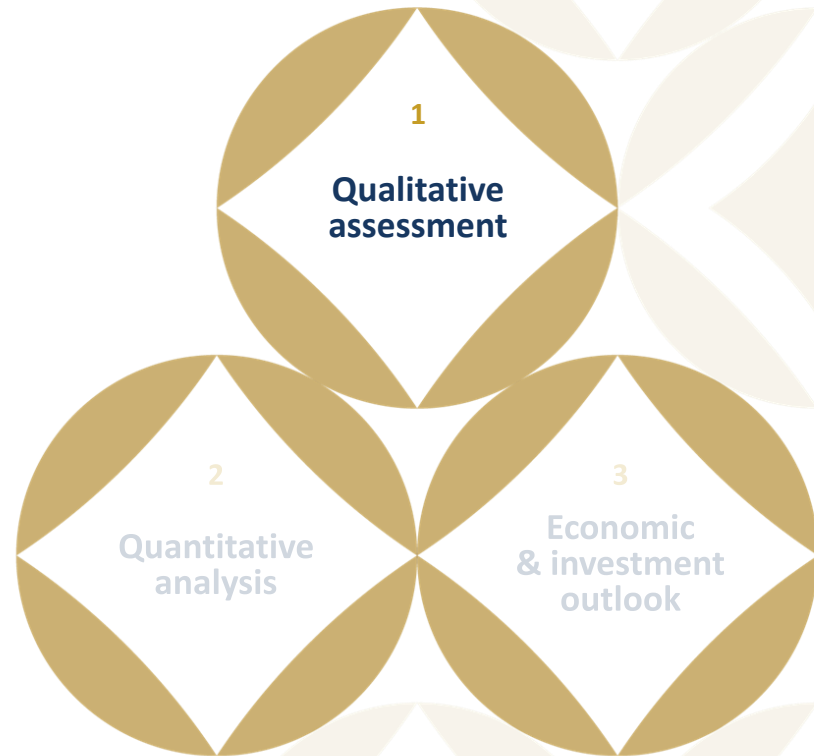 1
Qualitative
assessment
2
Quantitative
analysis
3
Economic
& investment
outlook